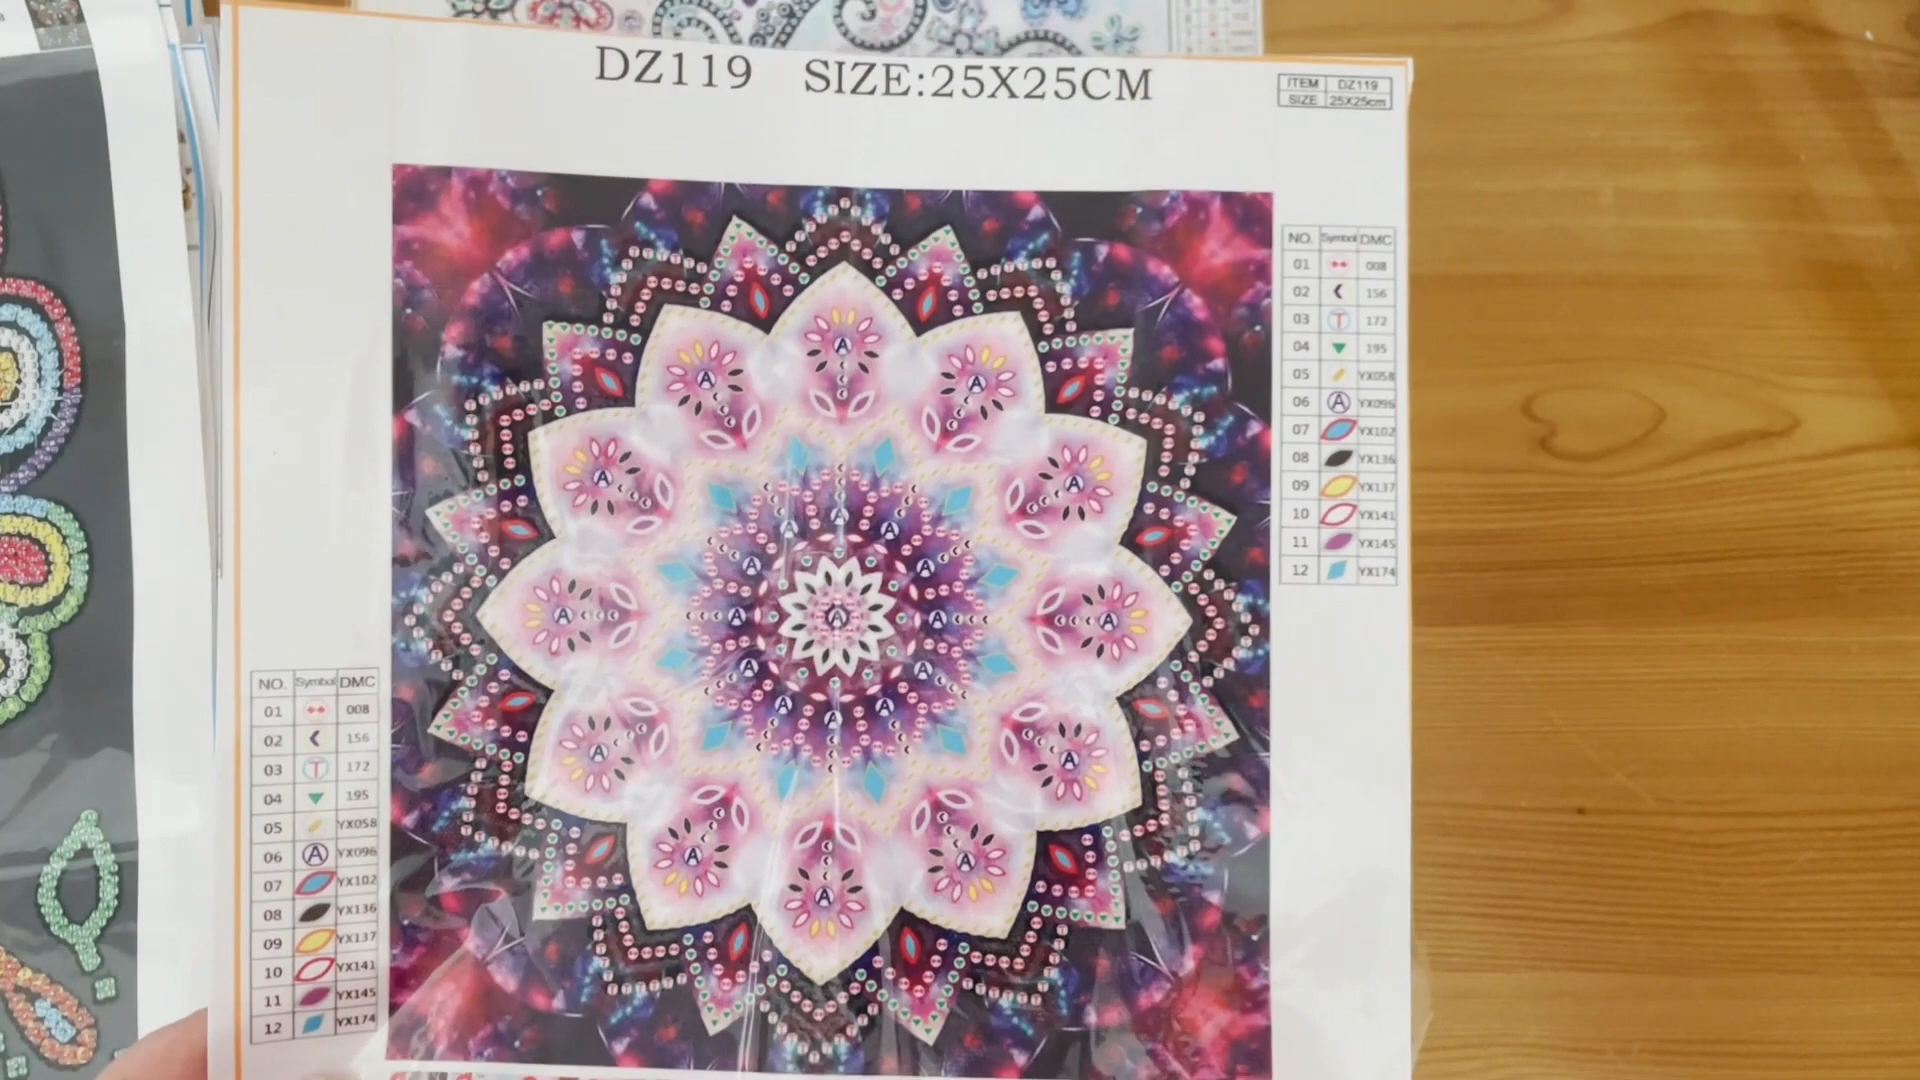 DZ119 SIZE:25X25CM
ITEM DZ119
SIZE 25X25cm
NO. Symbol DMC
01 008
02 156
03 T 172
04 195
05 YX058
06 A YX096
07 YX102
08 YX136
09 YX137
10 YX141
11 YX145
12 YX174
NO. Symbol DMC
01 008
02 156
03 T 172
04 195
05 YX058
06 A YX096
07 YX102
08 YX136
09 YX137
10 YX141
11 YX145
12 YX174